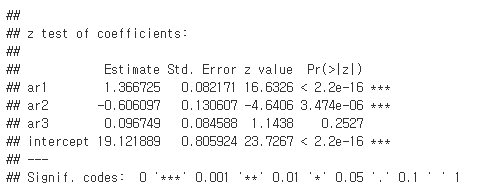 ##
## z test of coefficients:
##
##            Estimate Std. Error z value  Pr(>|z|)
## ar1        1.366725   0.082171 16.6326 < 2.2e-16 ***
## ar2       -0.606097   0.130607 -4.6406 3.474e-06 ***
## ar3        0.096749   0.084588  1.1438    0.2527
## intercept 19.121889   0.805924 23.7267 < 2.2e-16 ***
## ---
## Signif. codes:  0 '***' 0.001 '**' 0.01 '*' 0.05 '.' 0.1 ' ' 1